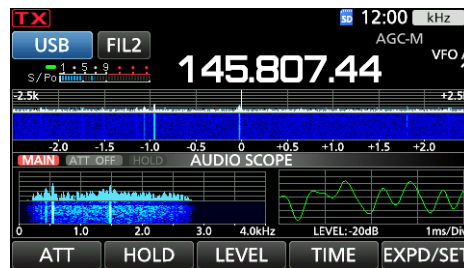 TX 12:00 kHz
USB FIL2 AGC-M
VFO
S/Po 1 · 5 · 9
145.807.44
-2.5k +2.5
-2.0 -1.5 -1.0 -0.5 0 +0.5 +1.0 +1.5 +2.0
MAIN ATT OFF HOLD AUDIO SCOPE
0 1.0 2.0 3.0 4.0kHz LEVEL:-20dB 1ms/Div
ATT HOLD LEVEL TIME EXPD/SET